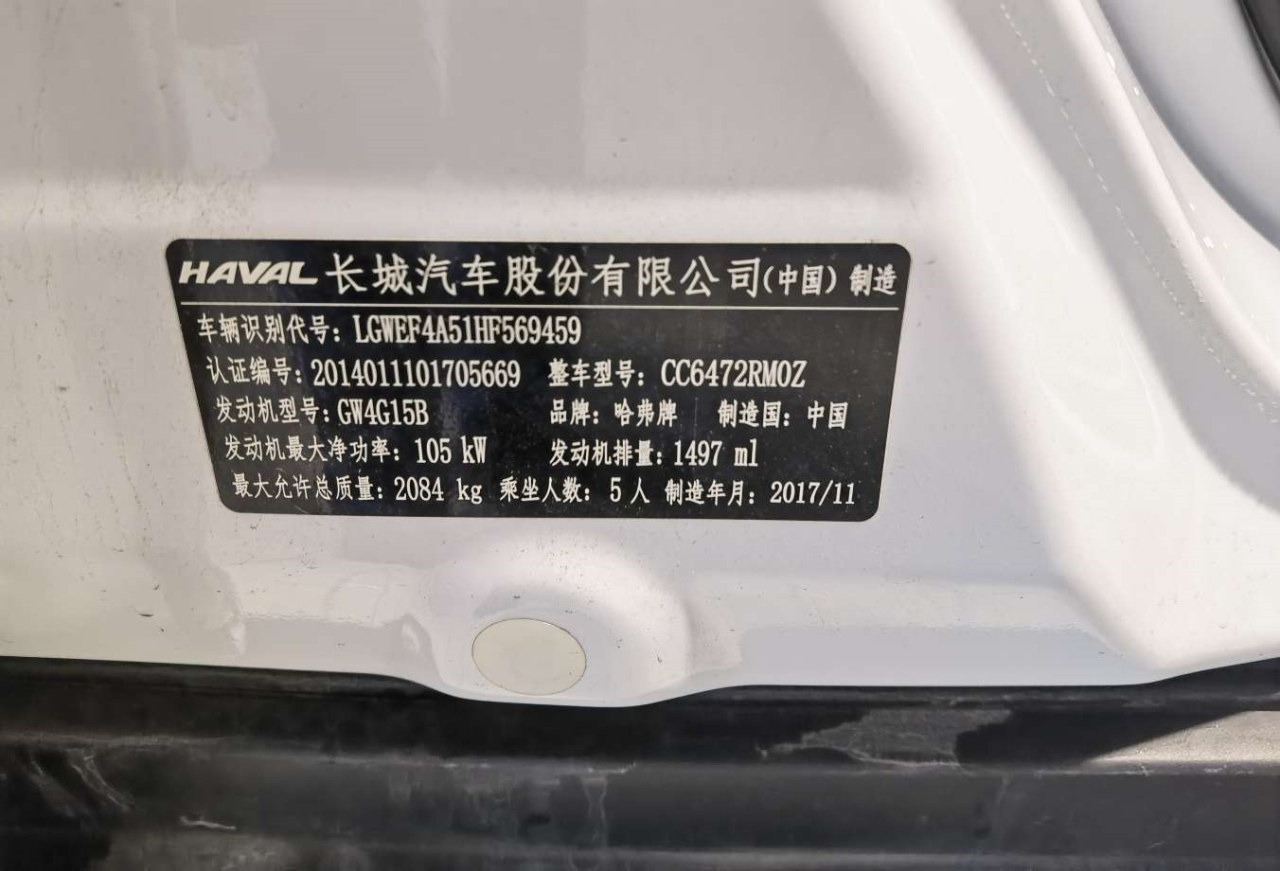 HAVAL 长城汽车股份有限公司(中国)制造
车辆识别代号: LGWEF4A51HF569459
认证编号: 2014011101705669 整车型号: CC6472RM0Z
发动机型号: GW4G15B 品牌: 哈弗牌 制造国: 中国
发动机最大净功率: 105 kW 发动机排量: 1497 ml
最大允许总质量: 2084 kg 乘坐人数: 5人 制造年月: 2017/11